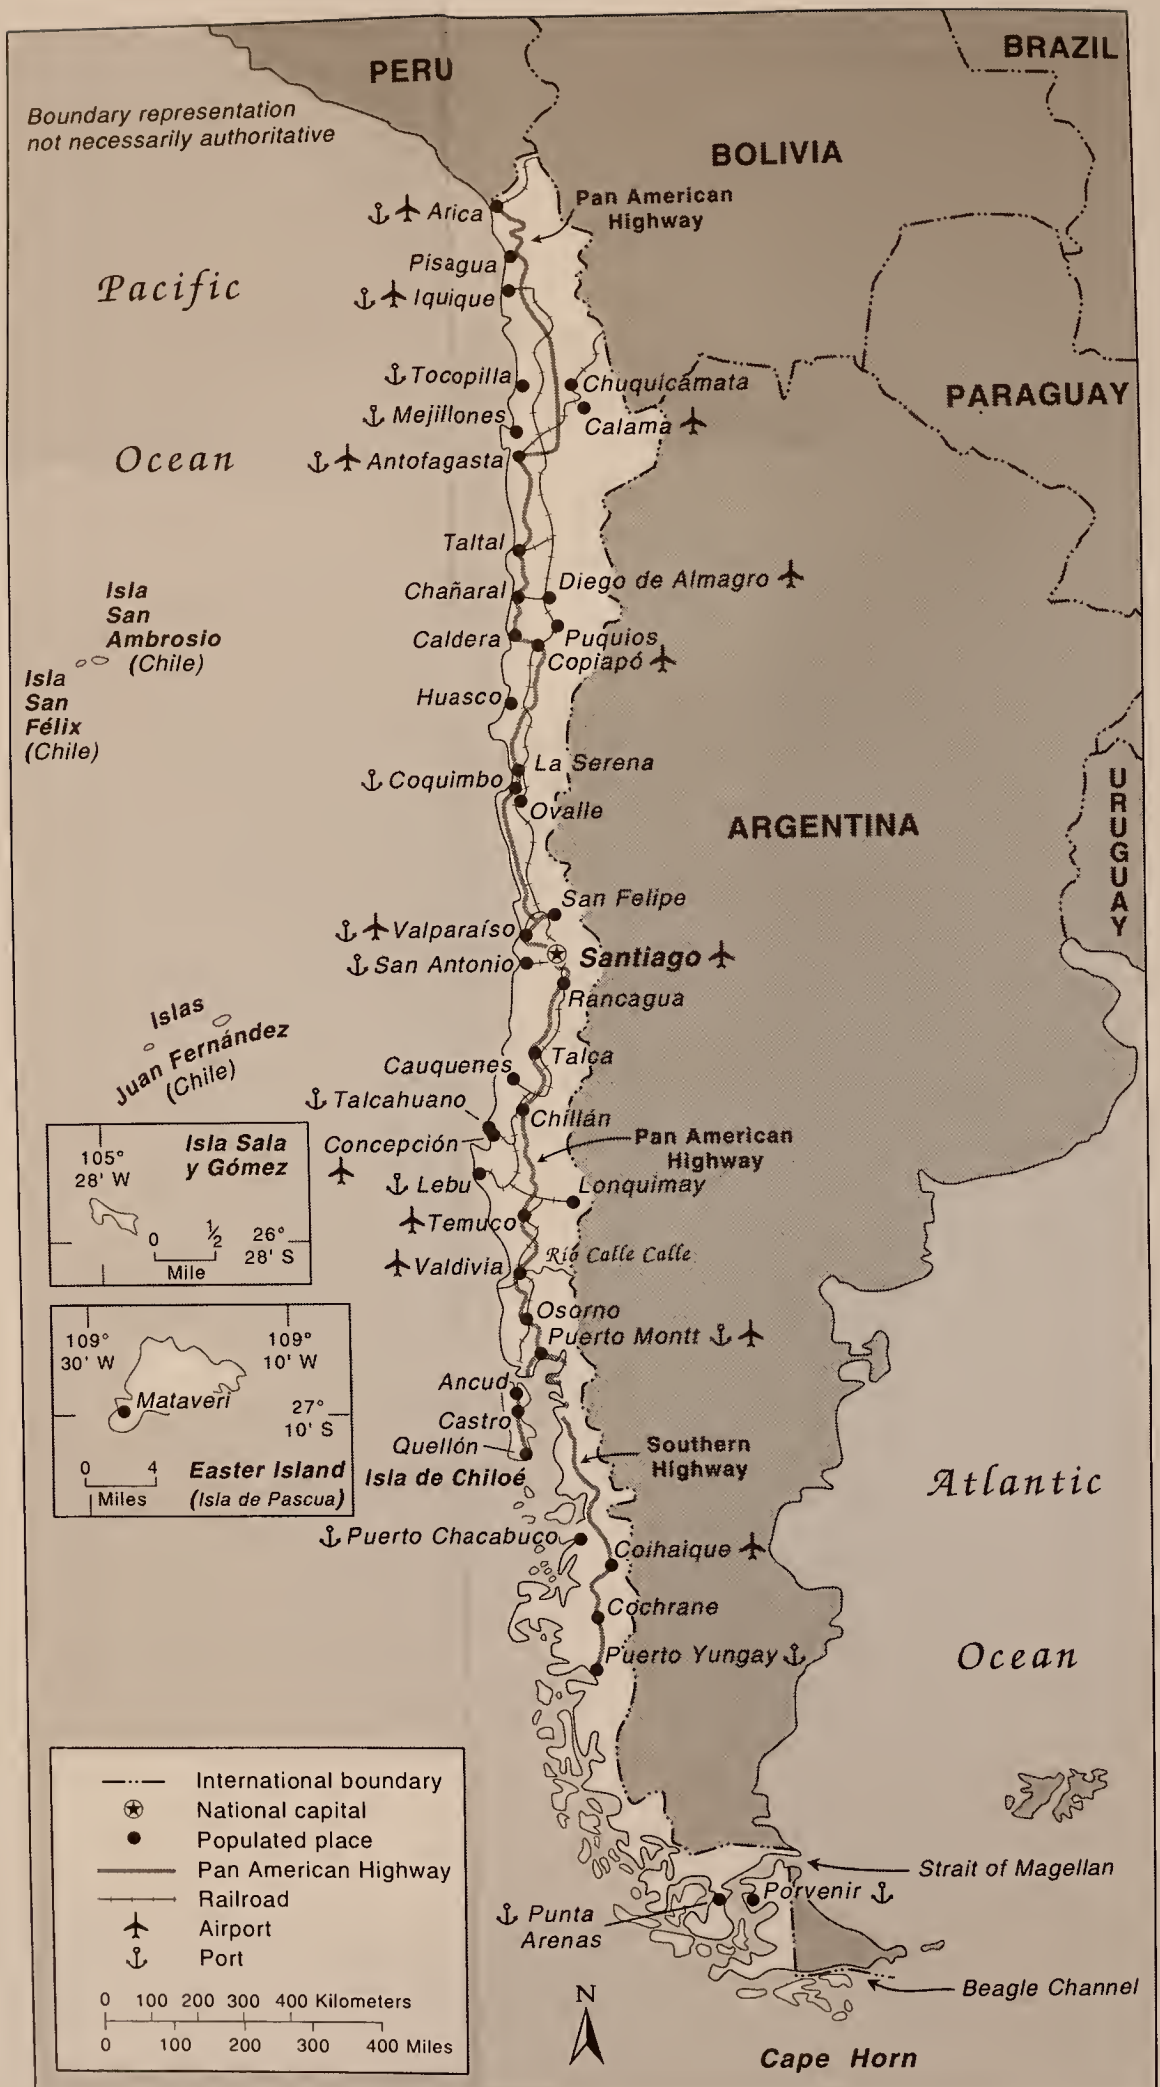 PERU
BRAZIL
Boundary representation
not necessarily authoritative
BOLIVIA
Pan American
Highway
Arica
Pisagua
Pacific
Iquique
Tocopilla
Chuquicámata
PARAGUAY
Mejillones
Calama
Ocean
Antofagasta
Taltal
Diego de Almagro
Chañaral
Isla
San
Ambrosio
(Chile)
Caldera
Puquios
Copiapó
Isla
San
Félix
(Chile)
Huasco
La Serena
Coquimbo
Ovalle
ARGENTINA
URUGUAY
San Felipe
Valparaíso
Santiago
San Antonio
Rancagua
Islas
Juan Fernández
(Chile)
Talca
Cauquenes
Talcahuano
Chillán
Concepción
Pan American
Highway
Lebu
Lonquimay
Temuco
Río Calle Calle
Valdivia
Isla Sala
y Gómez
105°
28' W
26°
28' S
0 1/2
Mile
Osorno
Puerto Montt
109°
30' W
109°
10' W
Mataveri
27°
10' S
0 4
Miles
Easter Island
(Isla de Pascua)
Ancud
Castro
Quellón
Isla de Chiloé
Southern
Highway
Atlantic
Puerto Chacabuco
Coihaique
Cochrane
Ocean
Puerto Yungay
International boundary
National capital
Populated place
Pan American Highway
Railroad
Airport
Port
0 100 200 300 400 Kilometers
0 100 200 300 400 Miles
Strait of Magellan
Porvenir
Punta
Arenas
Beagle Channel
N
Cape Horn